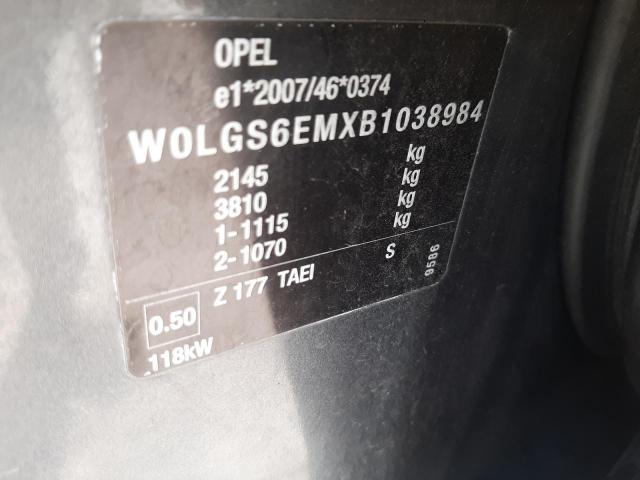 OPEL
e1*2007/46*0374
W0LGS6EMXB1038984
2145 kg
3810 kg
1-1115 kg
2-1070
Z 177 TAEI S 9586
0.50
118kW